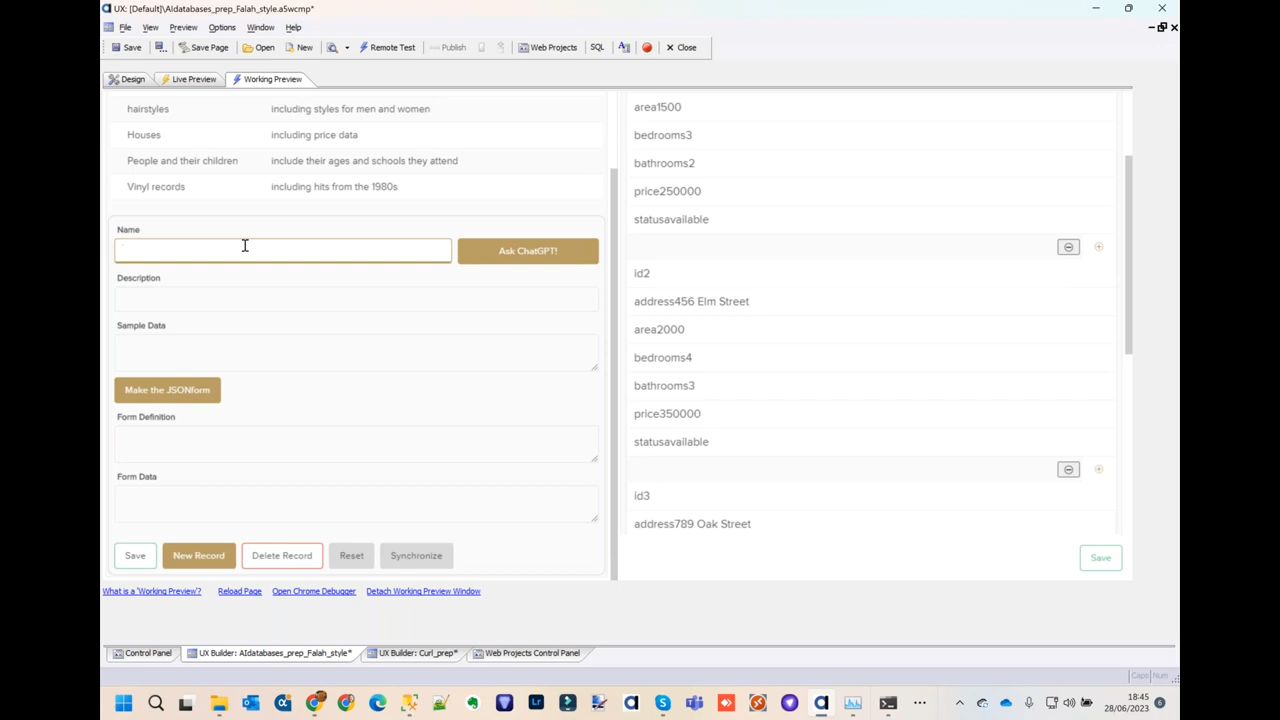 UX: [Default]\AIdatabases_prep_Falah_style.a5wcmp*
File View Preview Options Window Help
Save Save Page Open New Remote Test Publish Web Projects SQL Close
Design Live Preview Working Preview
hairstyles including styles for men and women
Houses including price data
People and their children include their ages and schools they attend
Vinyl records including hits from the 1980s
Name
Ask ChatGPT!
Description
Sample Data
Make the JSONform
Form Definition
Form Data
Save New Record Delete Record Reset Synchronize
area1500
bedrooms3
bathrooms2
price250000
statusavailable
id2
address456 Elm Street
area2000
bedrooms4
bathrooms3
price350000
statusavailable
id3
address789 Oak Street
Save
What is a 'Working Preview'? Reload Page Open Chrome Debugger Detach Working Preview Window
Control Panel UX Builder: AIdatabases_prep_Falah_style* UX Builder: Curl_prep* Web Projects Control Panel
Caps Num
18:45
28/06/2023